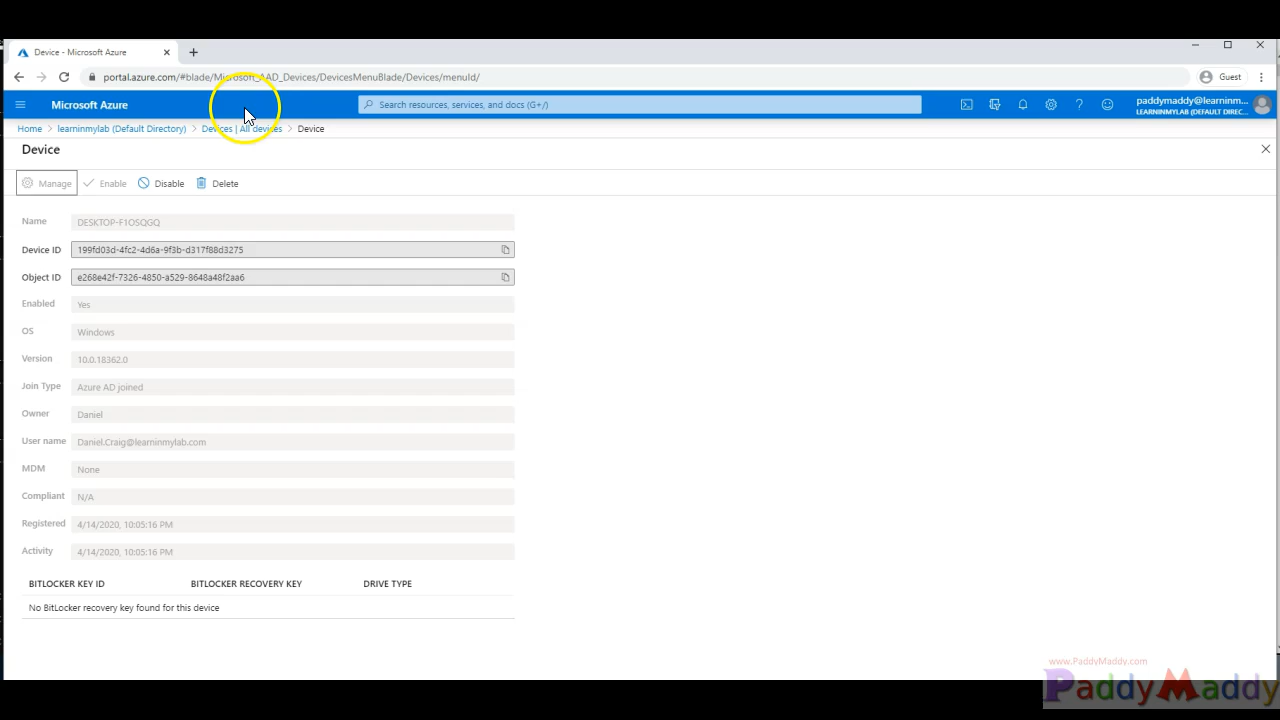 Device - Microsoft Azure
portal.azure.com/#blade/Microsoft_AAD_Devices/DevicesMenuBlade/Devices/menuId/
Guest
Microsoft Azure
Search resources, services, and docs (G+/)
paddymaddy@learninm...
LEARNINMYLAB (DEFAULT DIREC...
Home > learninmylab (Default Directory) > Devices | All devices > Device
Device
Manage Enable Disable Delete
Name DESKTOP-F1OSQGQ
Device ID 199fd03d-4fc2-4d6a-9f3b-d317f88d3275
Object ID e268e42f-7326-4850-a529-8648a48f2aa6
Enabled Yes
OS Windows
Version 10.0.18362.0
Join Type Azure AD joined
Owner Daniel
User name Daniel.Craig@learninmylab.com
MDM None
Compliant N/A
Registered 4/14/2020, 10:05:16 PM
Activity 4/14/2020, 10:05:16 PM
BITLOCKER KEY ID BITLOCKER RECOVERY KEY DRIVE TYPE
No BitLocker recovery key found for this device
www.PaddyMaddy.com
PaddyMaddy